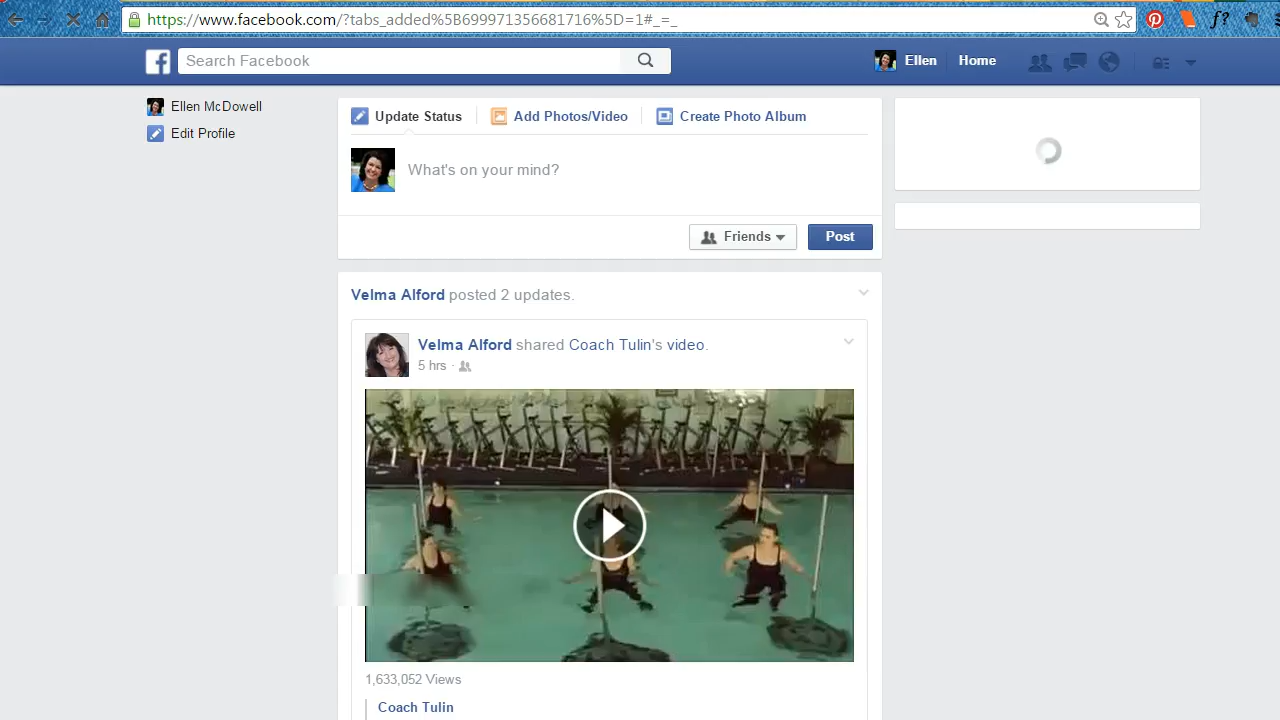 https://www.facebook.com/?tabs_added%5B699971356681716%5D=1#_=_
f?
f
Search Facebook
Ellen
Home
Ellen McDowell
Edit Profile
Update Status
Add Photos/Video
Create Photo Album
What's on your mind?
Friends
Post
Velma Alford posted 2 updates.
Velma Alford shared Coach Tulin's video.
5 hrs ·
1,633,052 Views
Coach Tulin